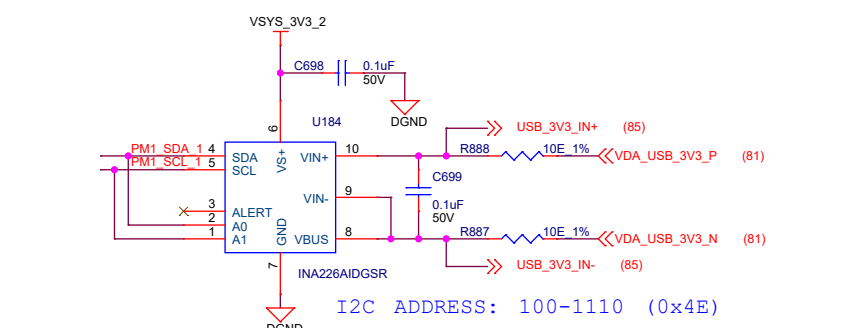 VSYS_3V3_2
C698 0.1uF
50V
DGND
U184
6
VS+
PM1_SDA_1 4 SDA
PM1_SCL_1 5 SCL
3 ALERT
2 A0
1 A1
GND
7
VIN+ 10
VIN- 9
VBUS 8
INA226AIDGSR
USB_3V3_IN+ (85)
R888 10E_1% VDA_USB_3V3_P (81)
C699
0.1uF
50V
R887 10E_1% VDA_USB_3V3_N (81)
USB_3V3_IN- (85)
I2C ADDRESS: 100-1110 (0x4E)
DGND